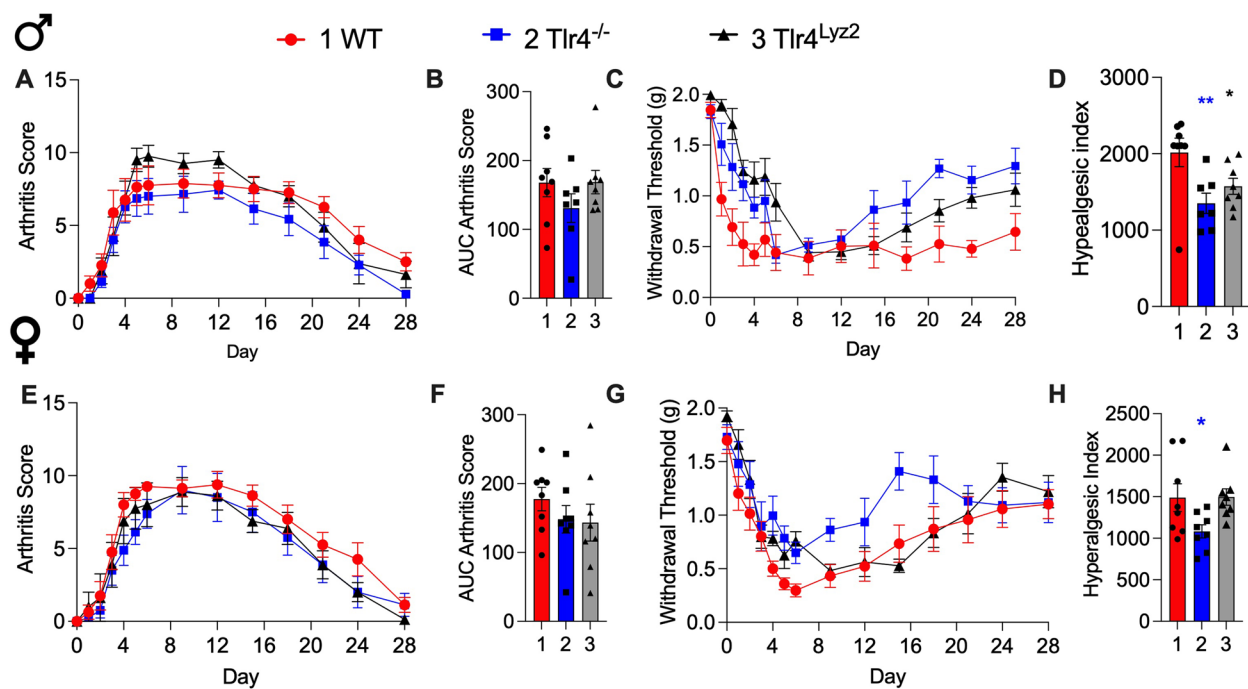 ♂
1 WT 2 Tlr4-/- 3 Tlr4Lyz2
A
Arthritis Score
15
10
5
0
0 4 8 12 16 20 24 28
Day
B
AUC Arthritis Score
300
200
100
0
1 2 3
C
Withdrawal Threshold (g)
2.0
1.5
1.0
0.5
0.0
0 4 8 12 16 20 24 28
Day
D
Hypealgesic index
3000
2000
1000
0
** *
1 2 3
♀
E
Arthritis Score
15
10
5
0
0 4 8 12 16 20 24 28
Day
F
AUC Arthritis Score
300
200
100
0
1 2 3
G
Withdrawal Threshold (g)
2.0
1.5
1.0
0.5
0.0
0 4 8 12 16 20 24 28
Day
H
Hyperalgesic Index
2500
2000
1500
1000
500
0
*
1 2 3